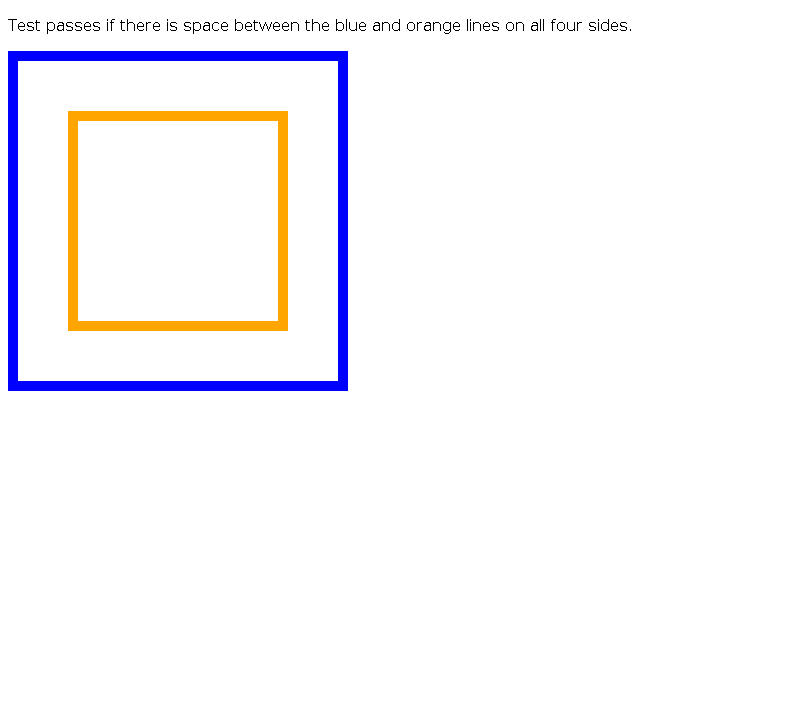 Test passes if there is space between the blue and orange lines on all four sides.